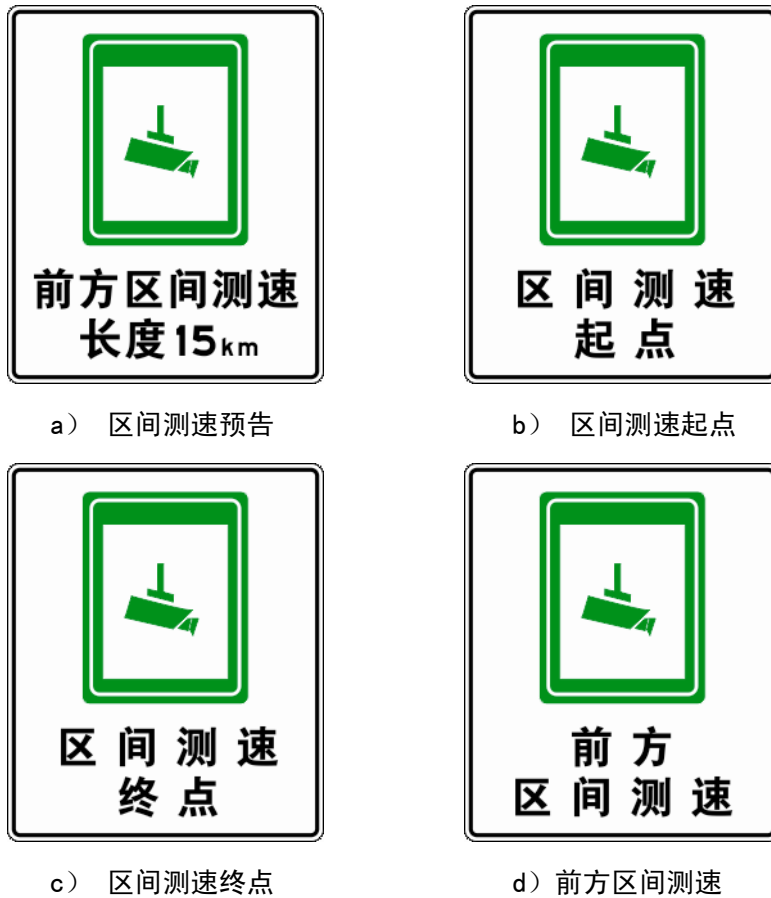 前方区间测速
长度15km
区间测速
起点
a） 区间测速预告
b） 区间测速起点
区间测速
终点
前方
区间测速
c） 区间测速终点
d）前方区间测速